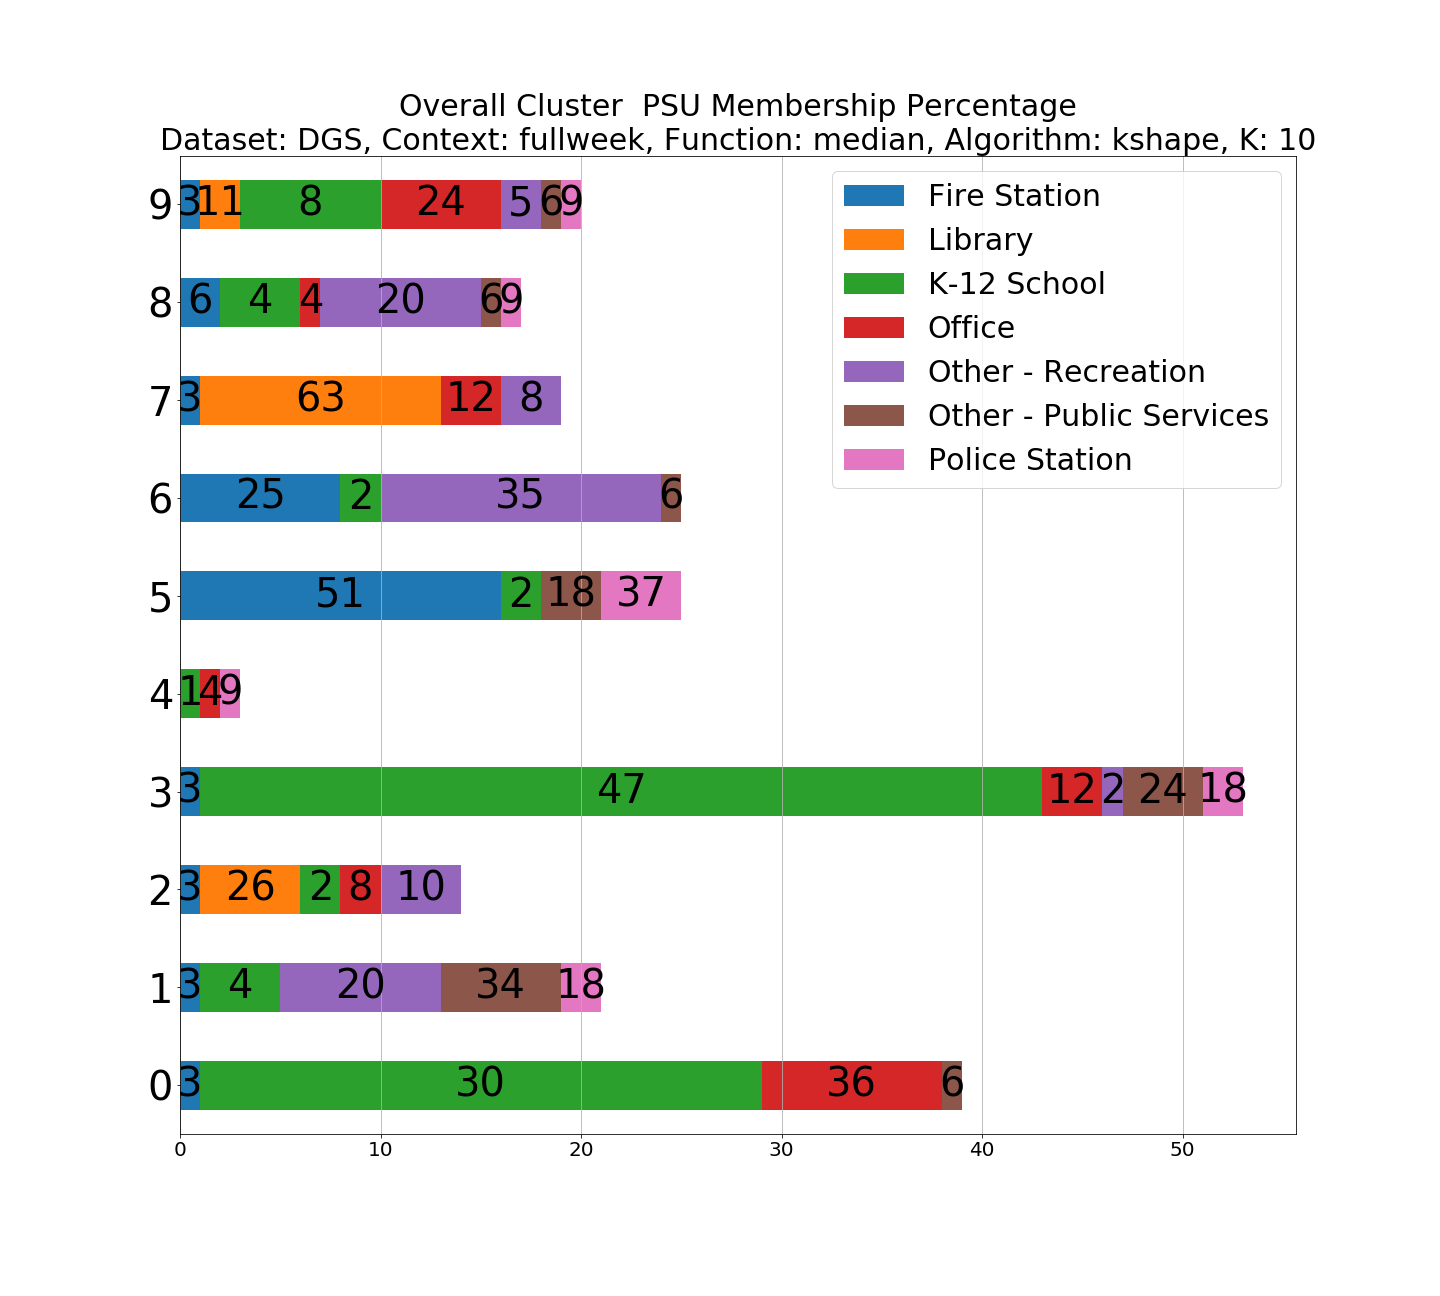 Overall Cluster  PSU Membership Percentage
Dataset: DGS, Context: fullweek, Function: median, Algorithm: kshape, K: 10
Fire Station
Library
K-12 School
Office
Other - Recreation
Other - Public Services
Police Station
9 3 11 8 24 5 6 9
8 6 4 4 20 6 9
7 3 63 12 8
6 25 2 35 6
5 51 2 18 37
4 1 4 9
3 3 47 12 2 24 18
2 3 26 2 8 10
1 3 4 20 34 18
0 3 30 36 6
0 10 20 30 40 50